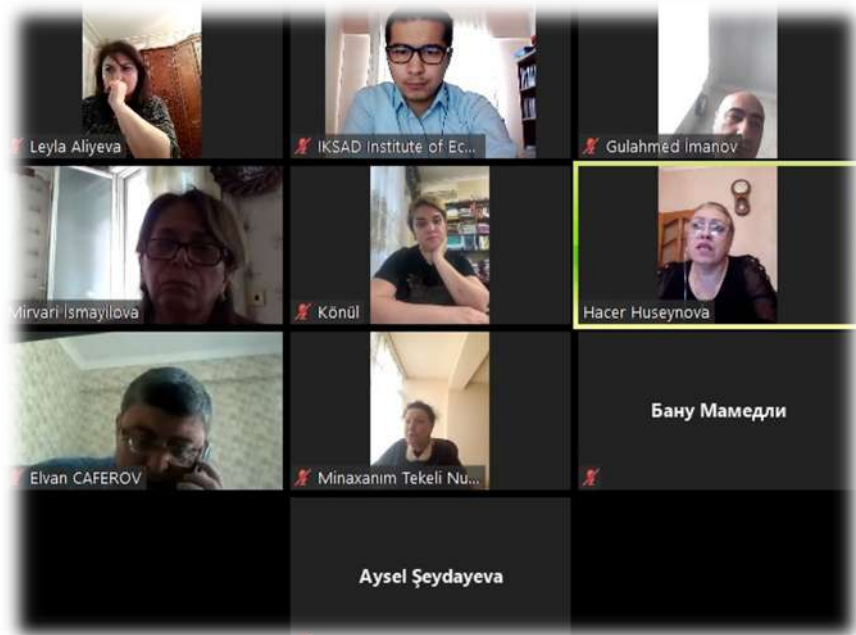 Leyla Aliyeva
IKSAD Institute of Ec...
Gulahmed İmanov
Mirvari İsmayilova
Könül
Hacer Huseynova
Elvan CAFEROV
Minaxanım Tekeli Nu...
Бану Мамедли
Aysel Şeydayeva